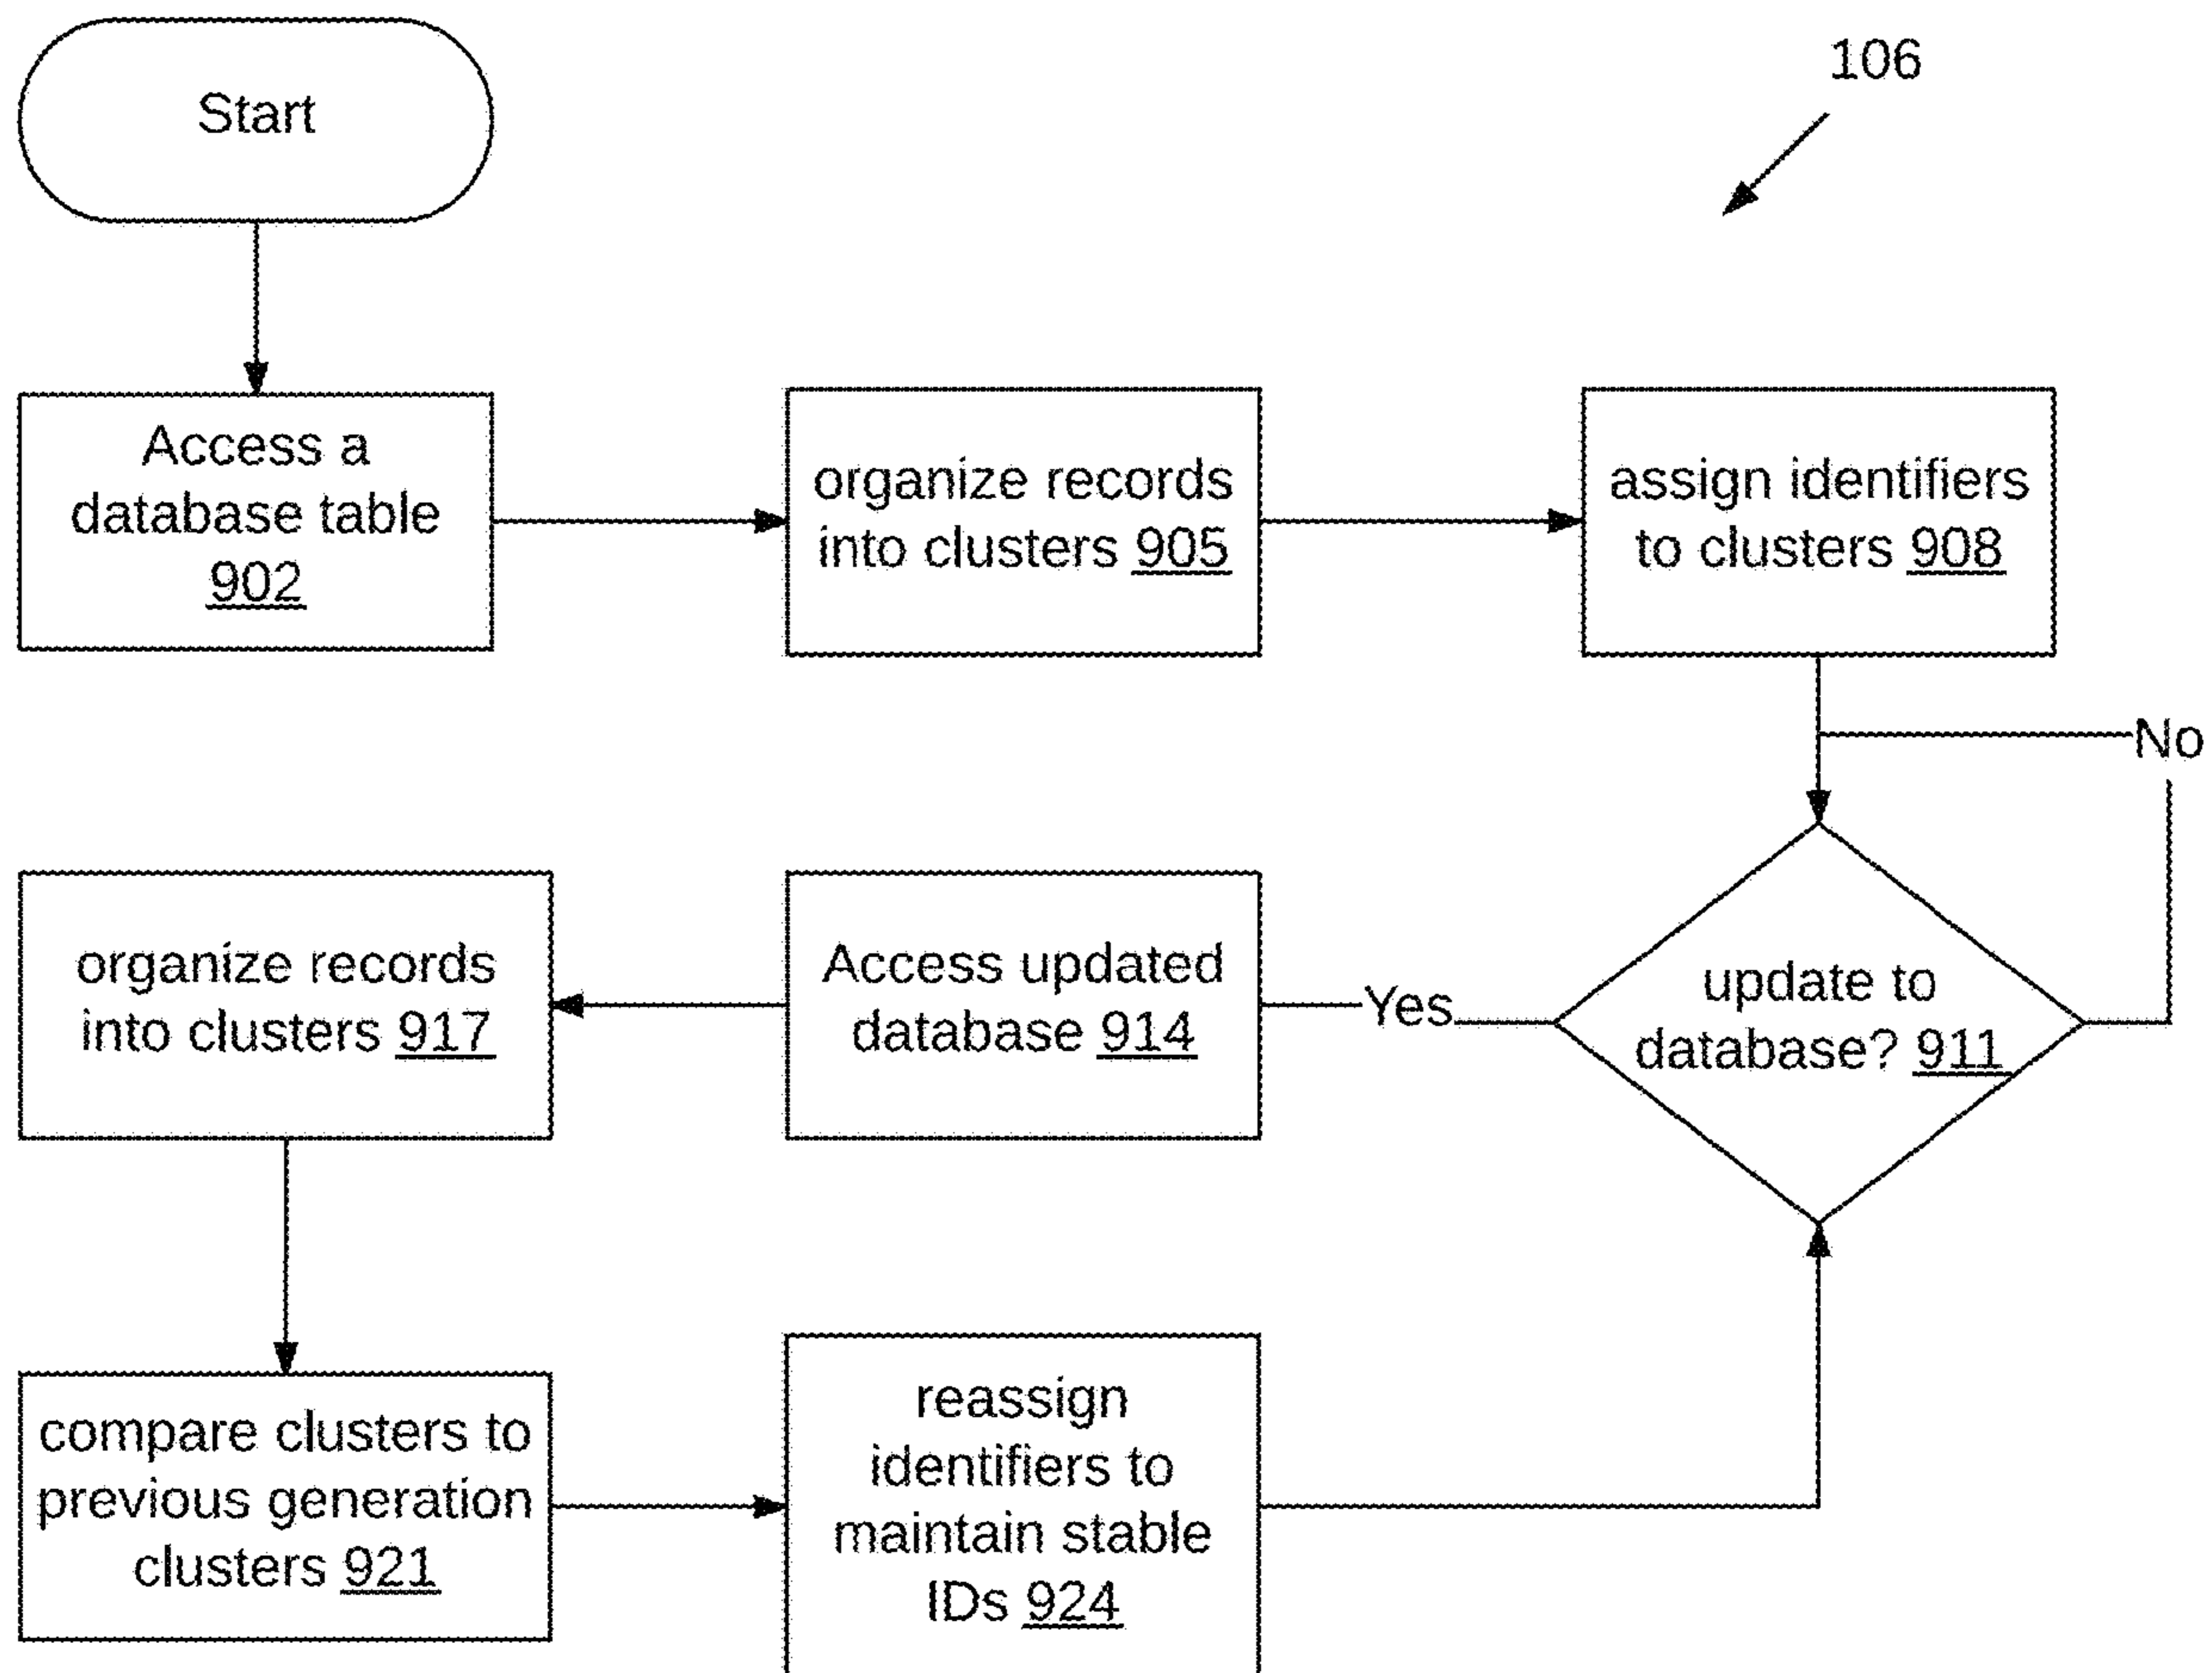 Start
106
Access a
database table
902
organize records
into clusters 905
assign identifiers
to clusters 908
No
update to
database? 911
Yes
Access updated
database 914
organize records
into clusters 917
compare clusters to
previous generation
clusters 921
reassign
identifiers to
maintain stable
IDs 924